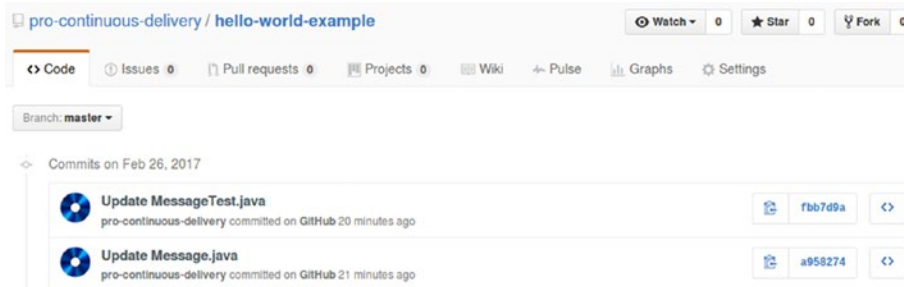 pro-continuous-delivery / hello-world-example Watch 0 Star 0 Fork 0
<> Code Issues 0 Pull requests 0 Projects 0 Wiki Pulse Graphs Settings
Branch: master
Commits on Feb 26, 2017
Update MessageTest.java
pro-continuous-delivery committed on GitHub 20 minutes ago
fbb7d9a <>
Update Message.java
pro-continuous-delivery committed on GitHub 21 minutes ago
a958274 <>